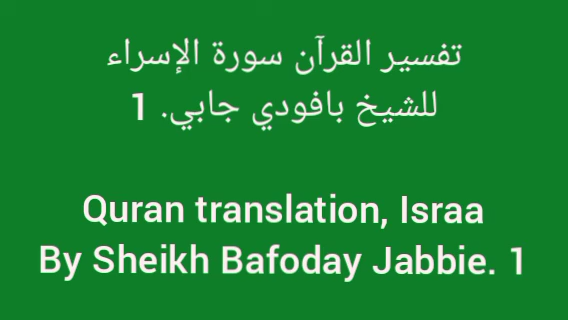 تفسير القرآن سورة الإسراء
للشيخ بافودي جابي. 1
Quran translation, Israa
By Sheikh Bafoday Jabbie. 1